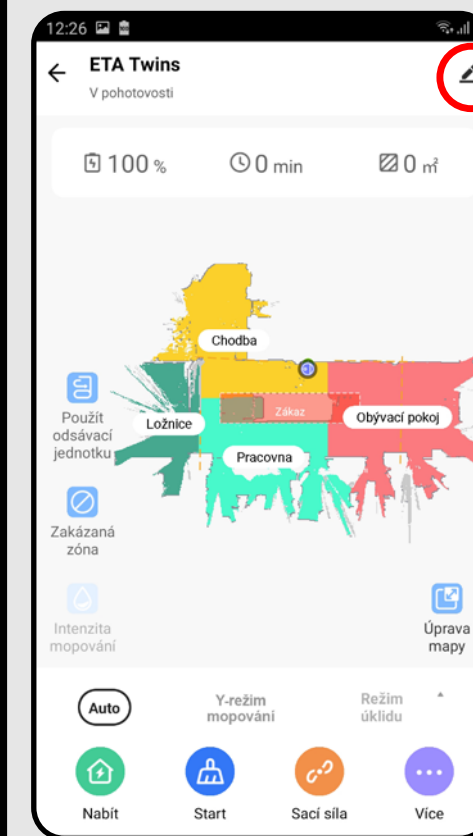 12:26
ETA Twins
V pohotovosti
100 %
0 min
0 ㎡
Chodba
Zákaz
Ložnice
Obývací pokoj
Pracovna
Použít
odsávací
jednotku
Zakázaná
zóna
Intenzita
mopování
Úprava
mapy
Auto
Y-režim
mopování
Režim
úklidu
Nabít
Start
Sací síla
Více